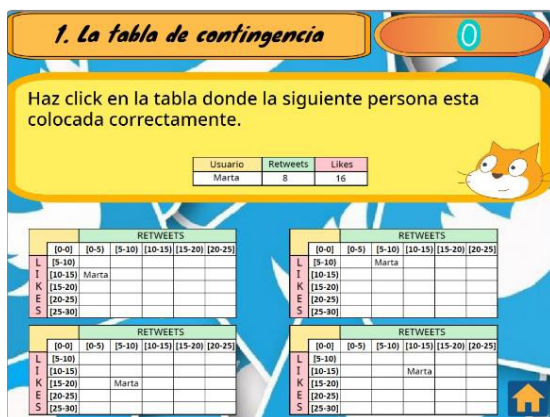 1. La tabla de contingencia
0
Haz click en la tabla donde la siguiente persona esta
colocada correctamente.
Usuario Retweets Likes
Marta 8 16
RETWEETS
[0-0] [0-5) [5-10) [10-15) [15-20) [20-25]
L [5-10)
I [10-15) Marta
K [15-20)
E [20-25)
S [25-30]
RETWEETS
[0-0] [0-5) [5-10) [10-15) [15-20) [20-25]
L [5-10) Marta
I [10-15)
K [15-20)
E [20-25)
S [25-30]
RETWEETS
[0-0] [0-5) [5-10) [10-15) [15-20) [20-25]
L [5-10)
I [10-15)
K [15-20) Marta
E [20-25)
S [25-30]
RETWEETS
[0-0] [0-5) [5-10) [10-15) [15-20) [20-25]
L [5-10)
I [10-15) Marta
K [15-20)
E [20-25)
S [25-30]